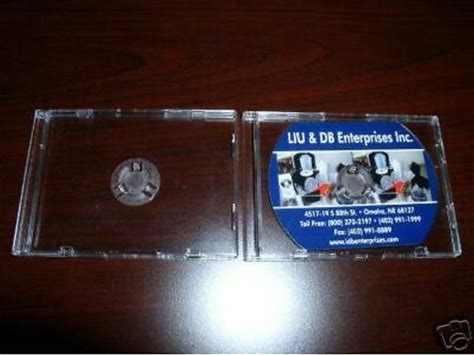 LIU & DB Enterprises Inc.
4517-19 S 88th St. • Omaha, NE 68127
Toll Free: (800) 373-2197 • (402) 991-1999
Fax: (402) 991-8889
www.ldbenterprises.com